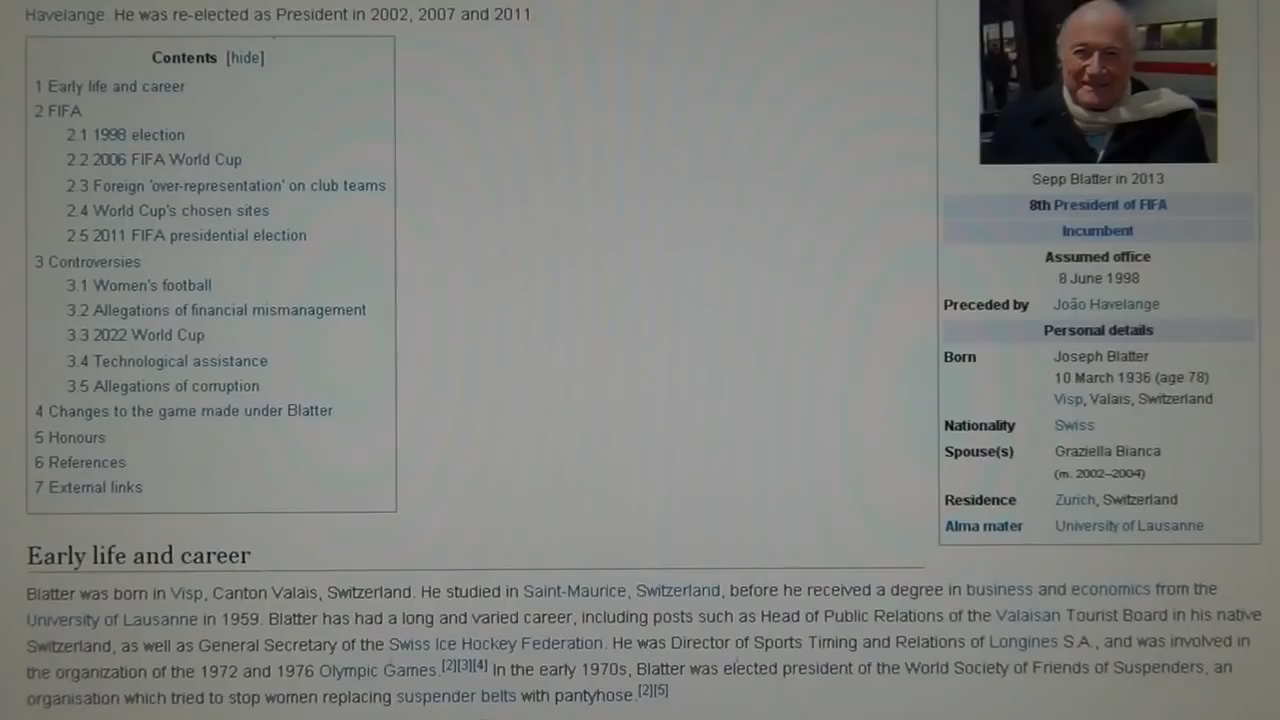 Havelange. He was re-elected as President in 2002, 2007 and 2011
Contents [hide]
1 Early life and career
2 FIFA
2.1 1998 election
2.2 2006 FIFA World Cup
2.3 Foreign 'over-representation' on club teams
2.4 World Cup's chosen sites
2.5 2011 FIFA presidential election
3 Controversies
3.1 Women's football
3.2 Allegations of financial mismanagement
3.3 2022 World Cup
3.4 Technological assistance
3.5 Allegations of corruption
4 Changes to the game made under Blatter
5 Honours
6 References
7 External links
Sepp Blatter in 2013
8th President of FIFA
Incumbent
Assumed office
8 June 1998
Preceded by João Havelange
Personal details
Born Joseph Blatter
10 March 1936 (age 78)
Visp, Valais, Switzerland
Nationality Swiss
Spouse(s) Graziella Bianca
(m. 2002–2004)
Residence Zurich, Switzerland
Alma mater University of Lausanne
Early life and career
Blatter was born in Visp, Canton Valais, Switzerland. He studied in Saint-Maurice, Switzerland, before he received a degree in business and economics from the
University of Lausanne in 1959. Blatter has had a long and varied career, including posts such as Head of Public Relations of the Valaisan Tourist Board in his native
Switzerland, as well as General Secretary of the Swiss Ice Hockey Federation. He was Director of Sports Timing and Relations of Longines S.A., and was involved in
the organization of the 1972 and 1976 Olympic Games.[2][3][4] In the early 1970s, Blatter was elected president of the World Society of Friends of Suspenders, an
organisation which tried to stop women replacing suspender belts with pantyhose.[2][5]